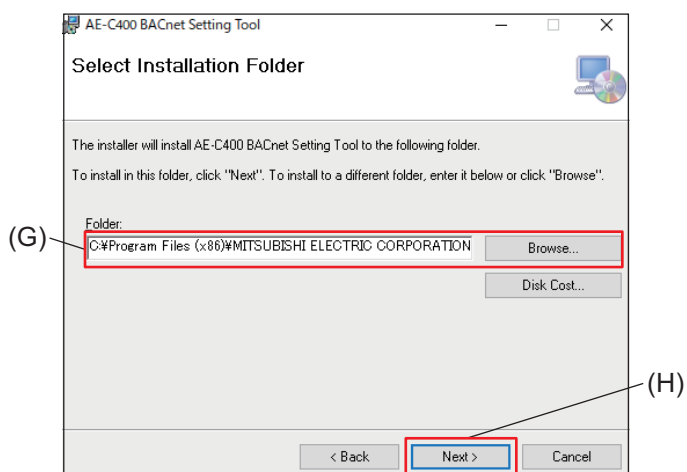 AE-C400 BACnet Setting Tool
Select Installation Folder
The installer will install AE-C400 BACnet Setting Tool to the following folder.
To install in this folder, click "Next". To install to a different folder, enter it below or click "Browse".
Folder:
(G)
C:¥Program Files (x86)¥MITSUBISHI ELECTRIC CORPORATION
Browse...
Disk Cost...
(H)
< Back
Next >
Cancel